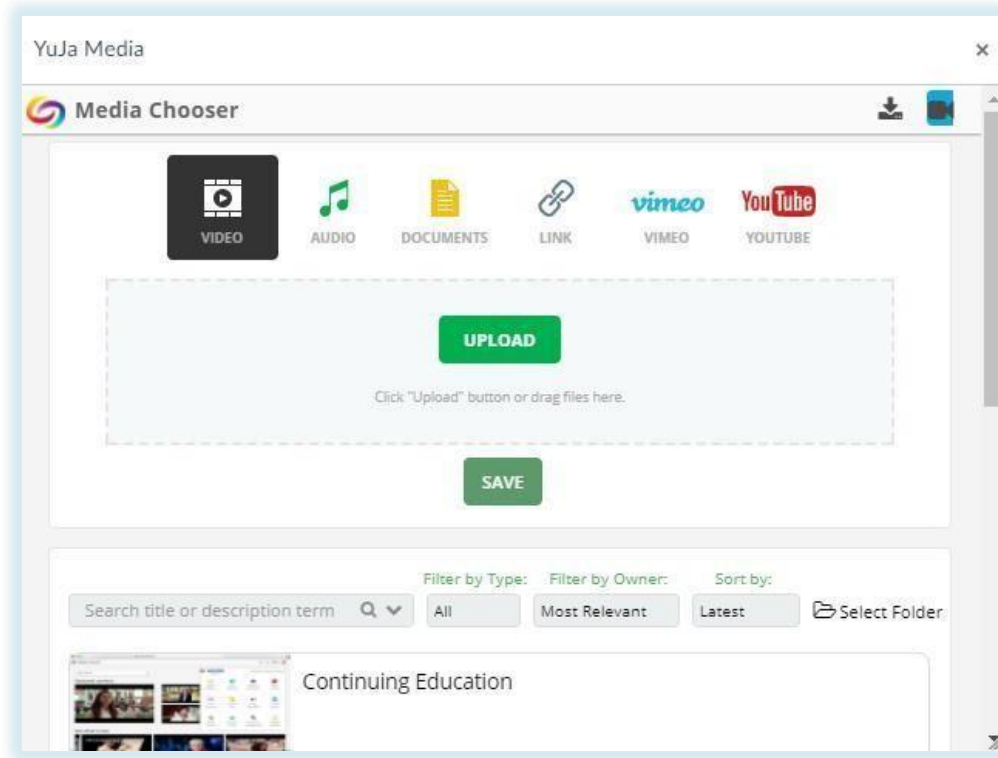 YuJa Media
Media Chooser
VIDEO
AUDIO
DOCUMENTS
LINK
vimeo
VIMEO
YouTube
YOUTUBE
UPLOAD
Click "Upload" button or drag files here.
SAVE
Filter by Type: Filter by Owner: Sort by:
Search title or description term All Most Relevant Latest Select Folder
Continuing Education